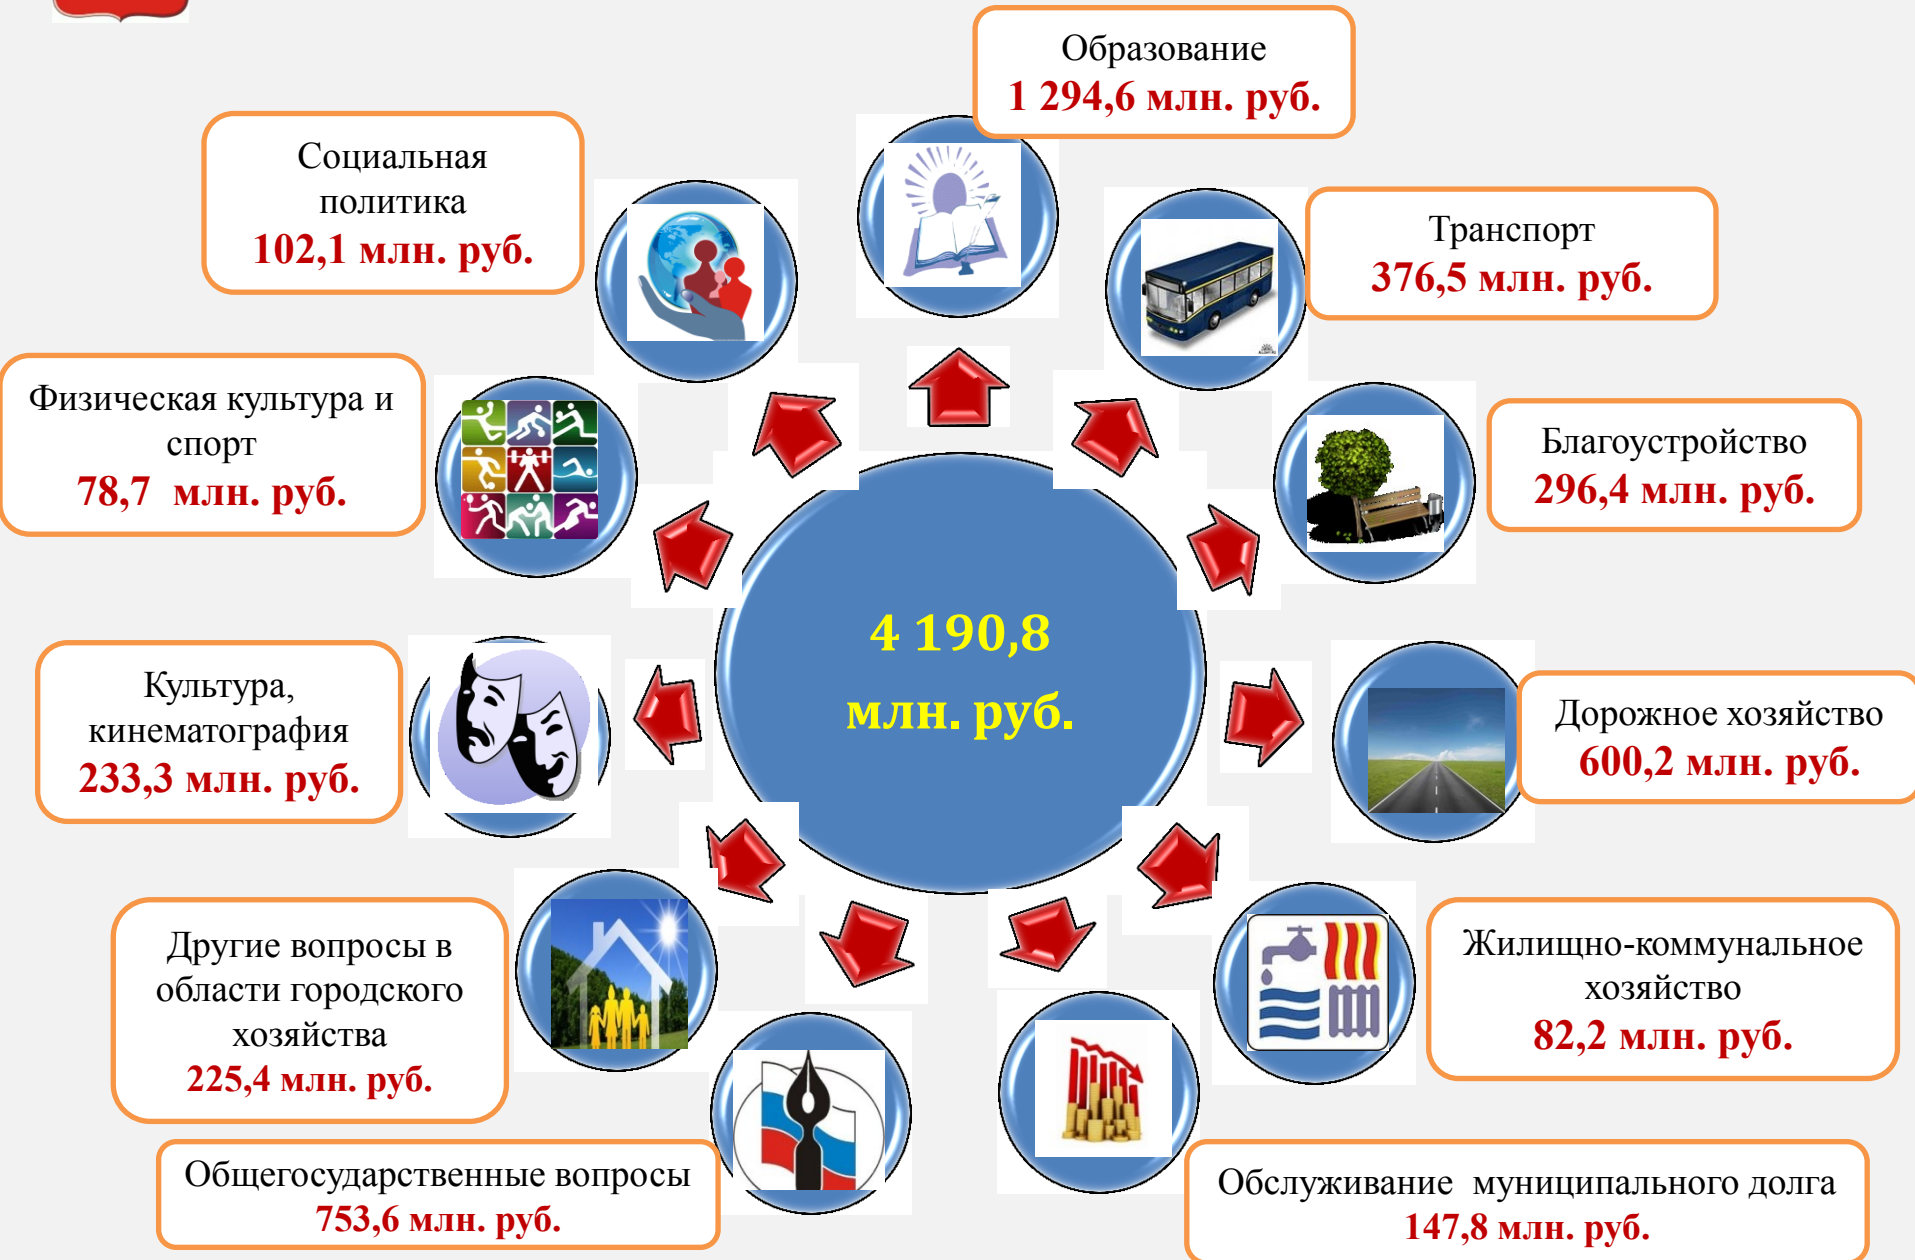 Образование
1 294,6 млн. руб.
Социальная
политика
102,1 млн. руб.
Транспорт
376,5 млн. руб.
Физическая культура и
спорт
78,7 млн. руб.
Благоустройство
296,4 млн. руб.
4 190,8
млн. руб.
Культура,
кинематография
233,3 млн. руб.
Дорожное хозяйство
600,2 млн. руб.
Другие вопросы в
области городского
хозяйства
225,4 млн. руб.
Жилищно-коммунальное
хозяйство
82,2 млн. руб.
Общегосударственные вопросы
753,6 млн. руб.
Обслуживание муниципального долга
147,8 млн. руб.